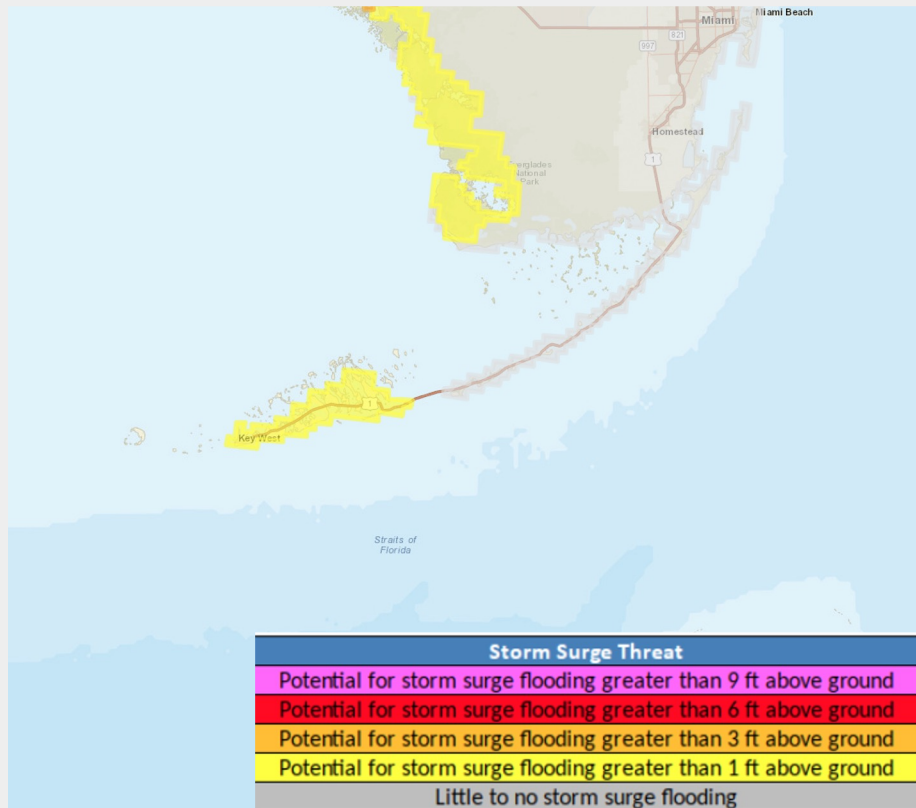 Miami Beach
Miami
821
997
Homestead
1
Everglades
National
Park
1
Key West
Straits of
Florida
Storm Surge Threat
Potential for storm surge flooding greater than 9 ft above ground
Potential for storm surge flooding greater than 6 ft above ground
Potential for storm surge flooding greater than 3 ft above ground
Potential for storm surge flooding greater than 1 ft above ground
Little to no storm surge flooding